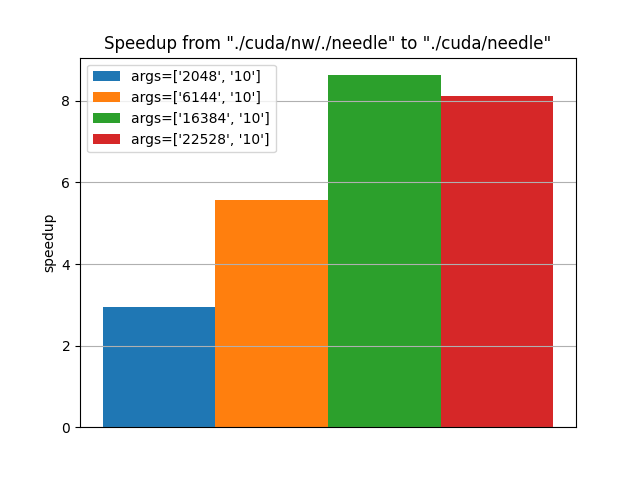 Speedup from "./cuda/nw/./needle" to "./cuda/needle"
args=['2048', '10']
args=['6144', '10']
args=['16384', '10']
args=['22528', '10']
speedup
8
6
4
2
0